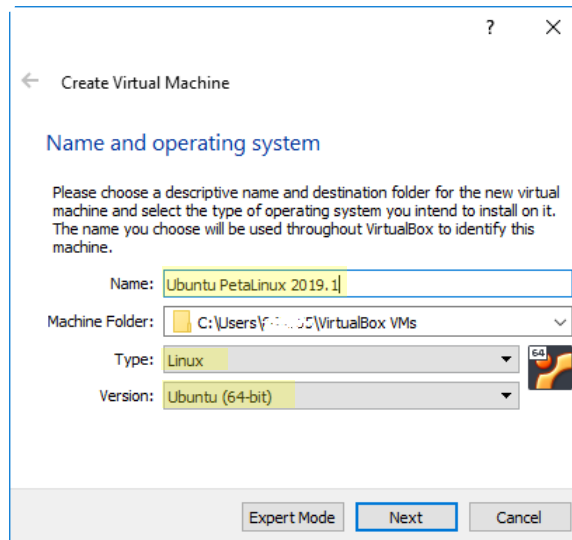 ?
Create Virtual Machine
Name and operating system
Please choose a descriptive name and destination folder for the new virtual
machine and select the type of operating system you intend to install on it.
The name you choose will be used throughout VirtualBox to identify this
machine.
Name: Ubuntu PetaLinux 2019.1
Machine Folder: C:\Users\ \VirtualBox VMs
Type: Linux
64
Version: Ubuntu (64-bit)
Expert Mode Next Cancel